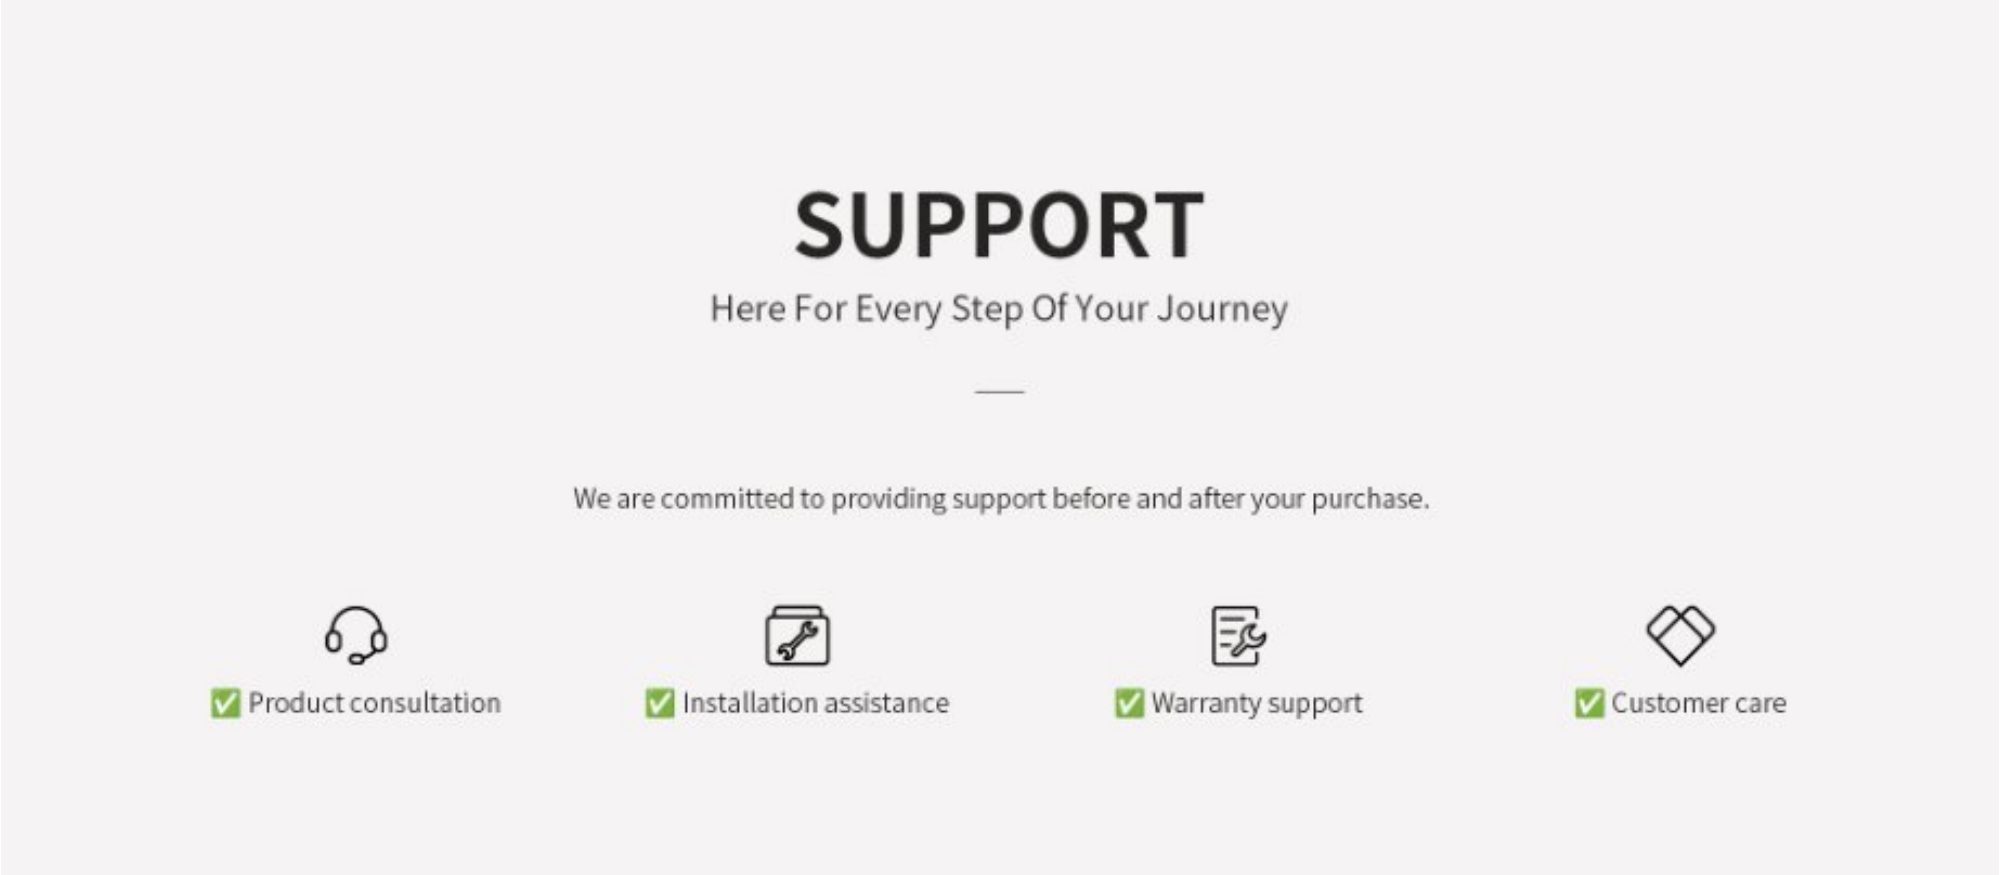 SUPPORT
Here For Every Step Of Your Journey
We are committed to providing support before and after your purchase.
✅ Product consultation
✅ Installation assistance
✅ Warranty support
✅ Customer care